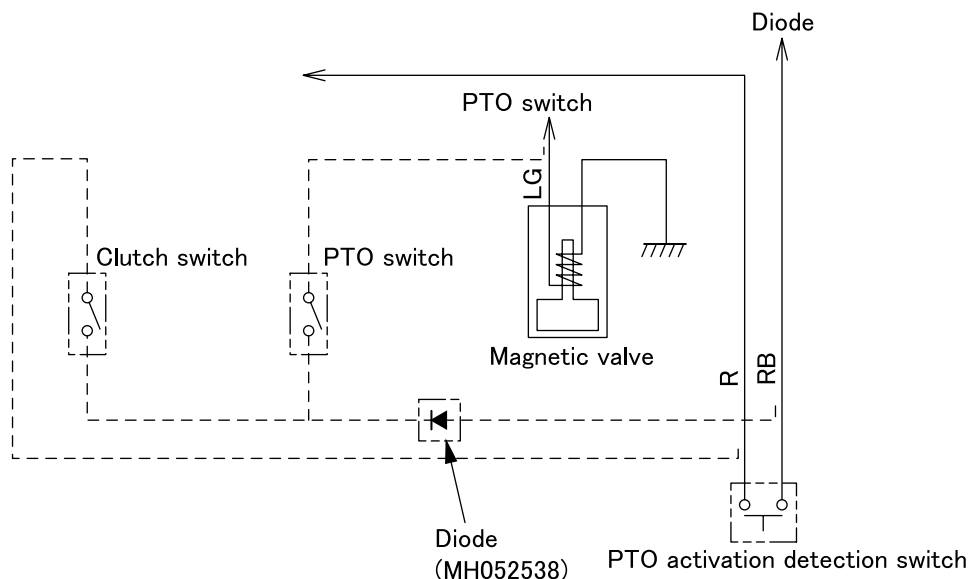 Diode
PTO switch
LG
Clutch switch
PTO switch
Magnetic valve
R
RB
Diode
(MH052538)
PTO activation detection switch